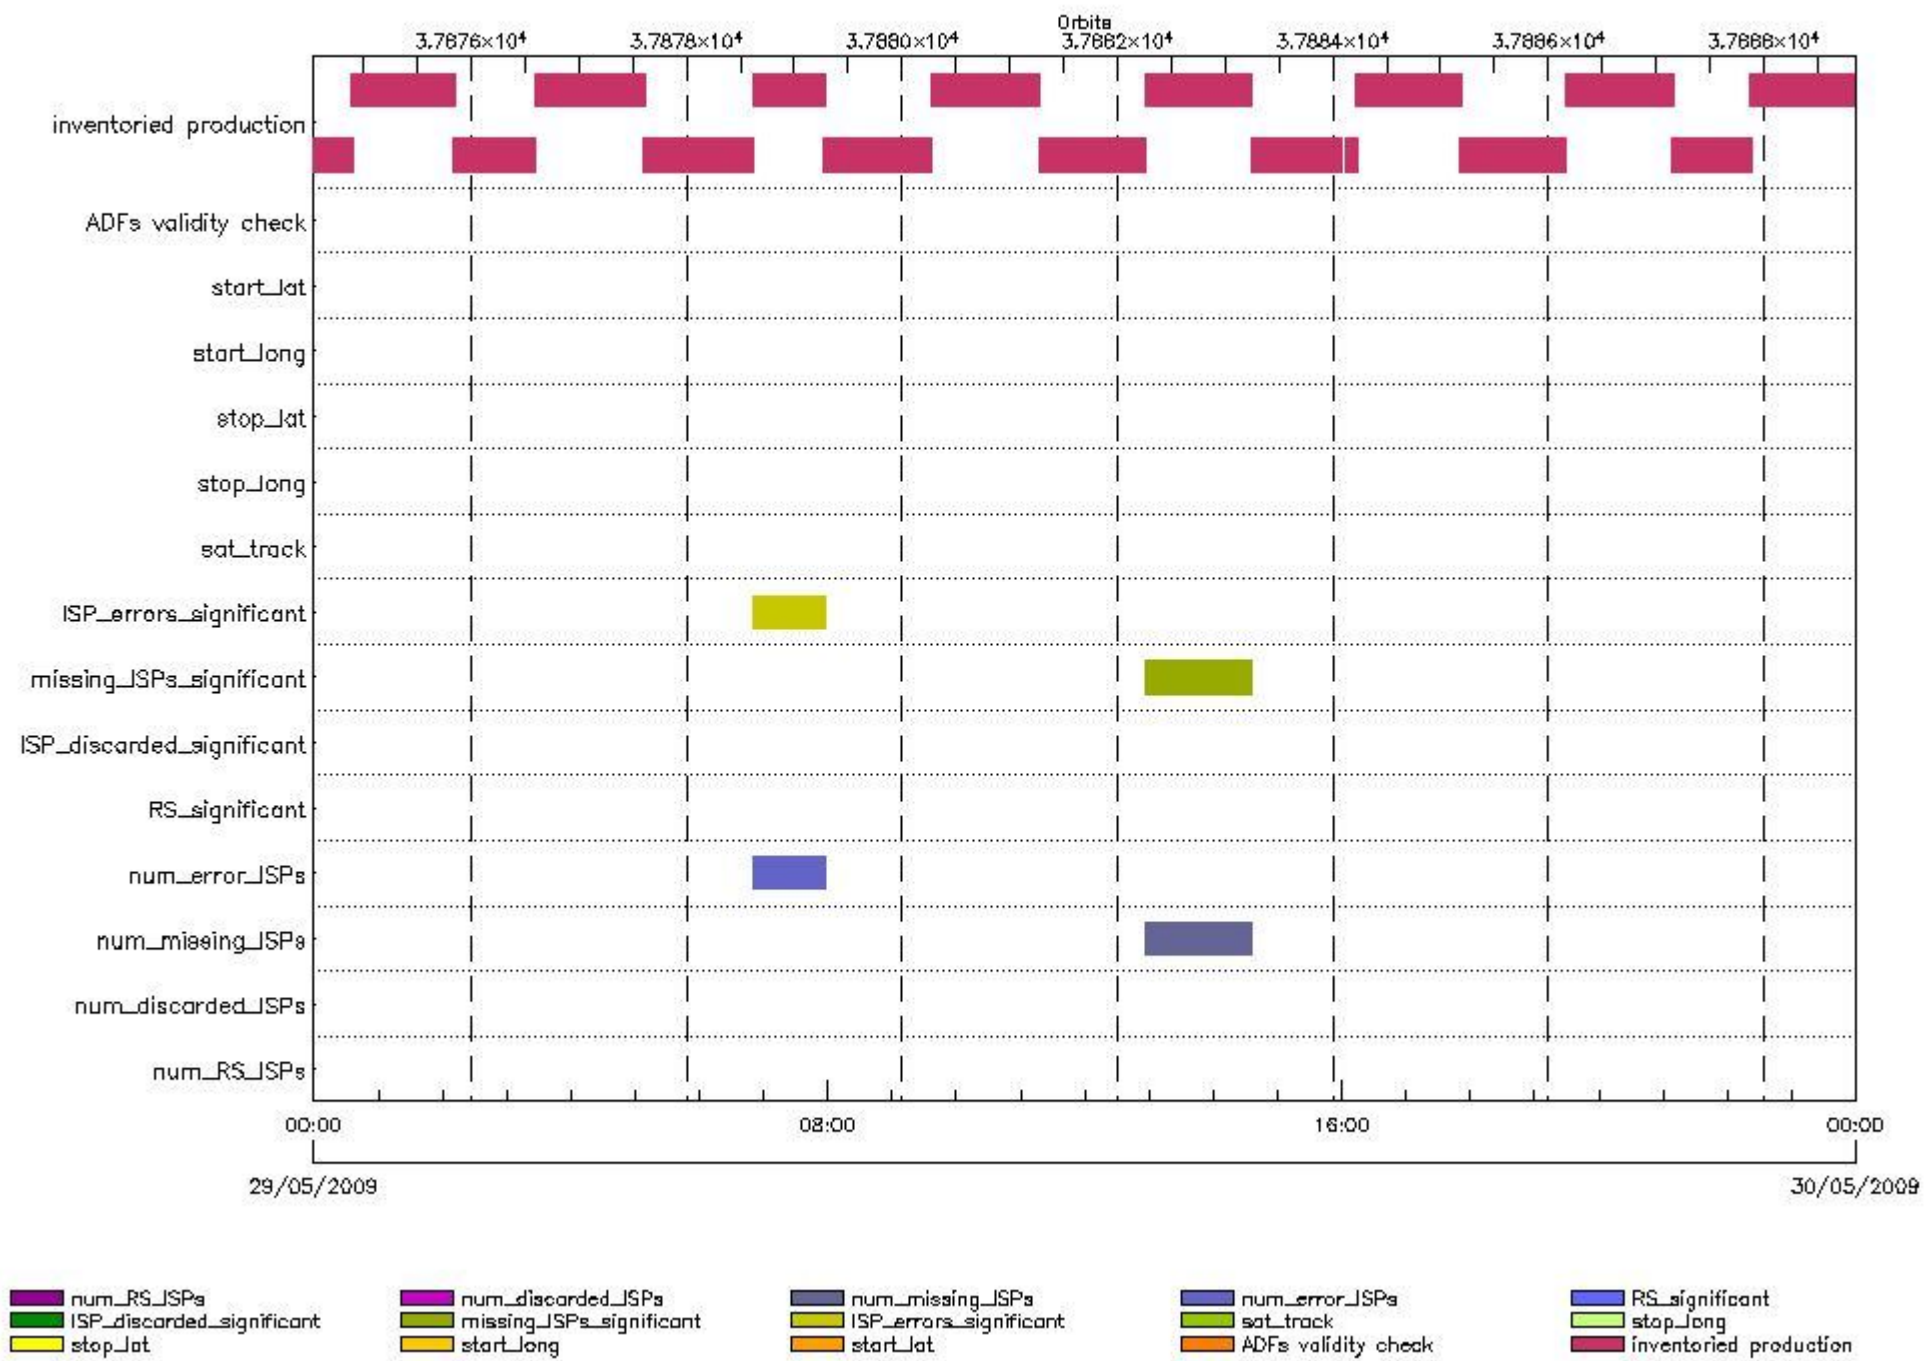 Orbits
3.7876×10⁴ 3.7878×10⁴ 3.7880×10⁴ 3.7882×10⁴ 3.7884×10⁴ 3.7886×10⁴ 3.7888×10⁴
inventoried production
ADFs validity check
start_lat
start_long
stop_lat
stop_long
sat_track
ISP_errors_significant
missing_ISPs_significant
ISP_discarded_significant
RS_significant
num_error_ISPs
num_missing_ISPs
num_discarded_ISPs
num_RS_ISPs
00:00 08:00 16:00 00:00
29/05/2009 30/05/2009
num_RS_ISPs num_discarded_ISPs num_missing_ISPs num_error_ISPs RS_significant
ISP_discarded_significant missing_ISPs_significant ISP_errors_significant sat_track stop_long
stop_lat start_long start_lat ADFs validity check inventoried production